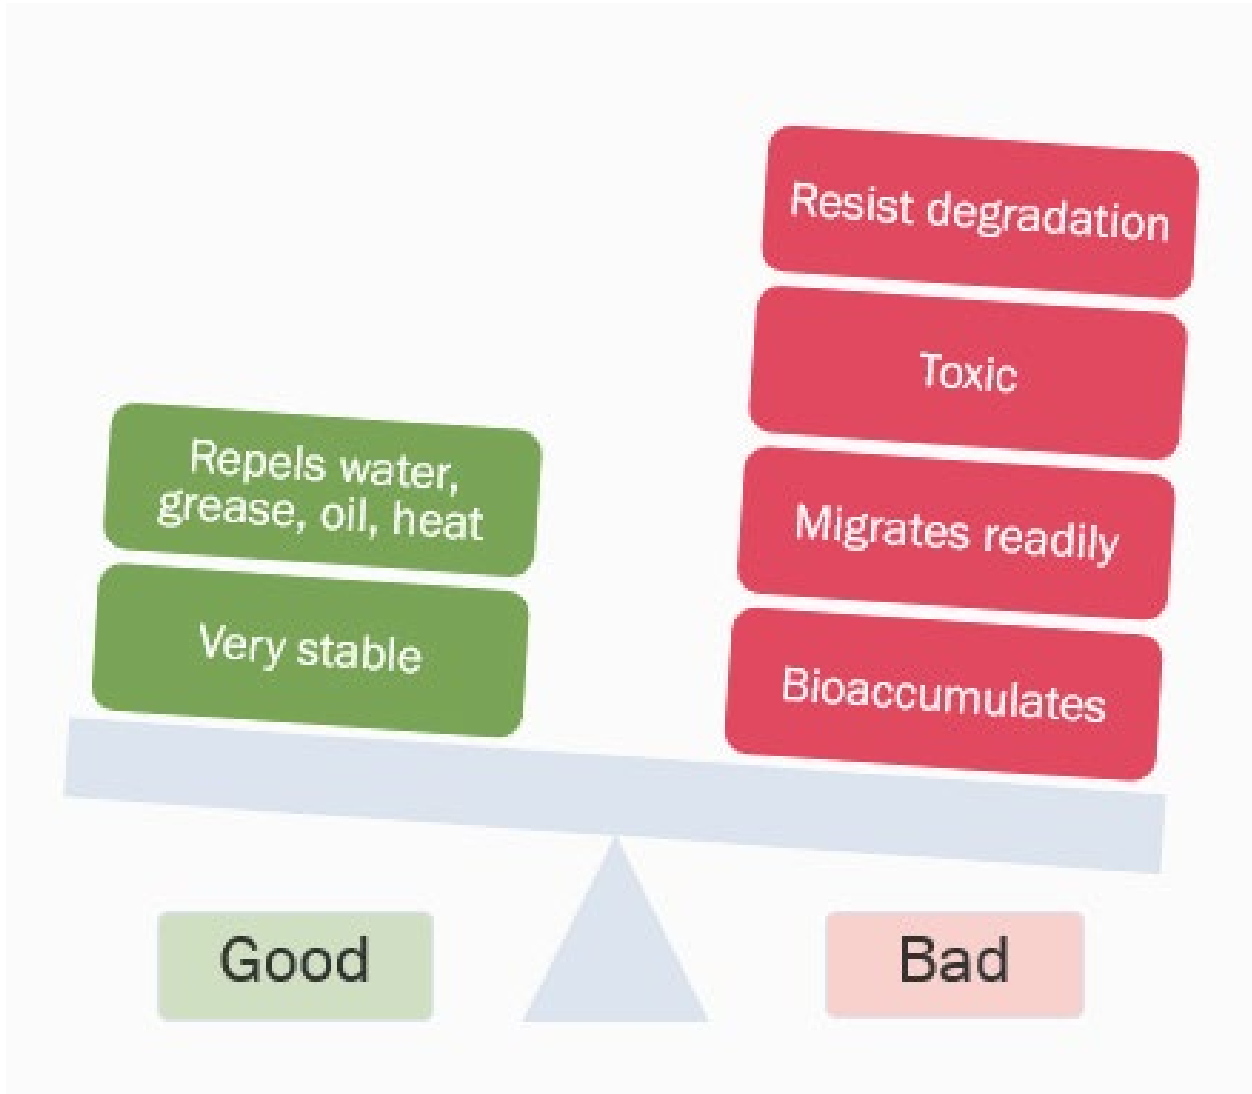 Resist degradation
Toxic
Migrates readily
Bioaccumulates
Repels water,
grease, oil, heat
Very stable
Good
Bad